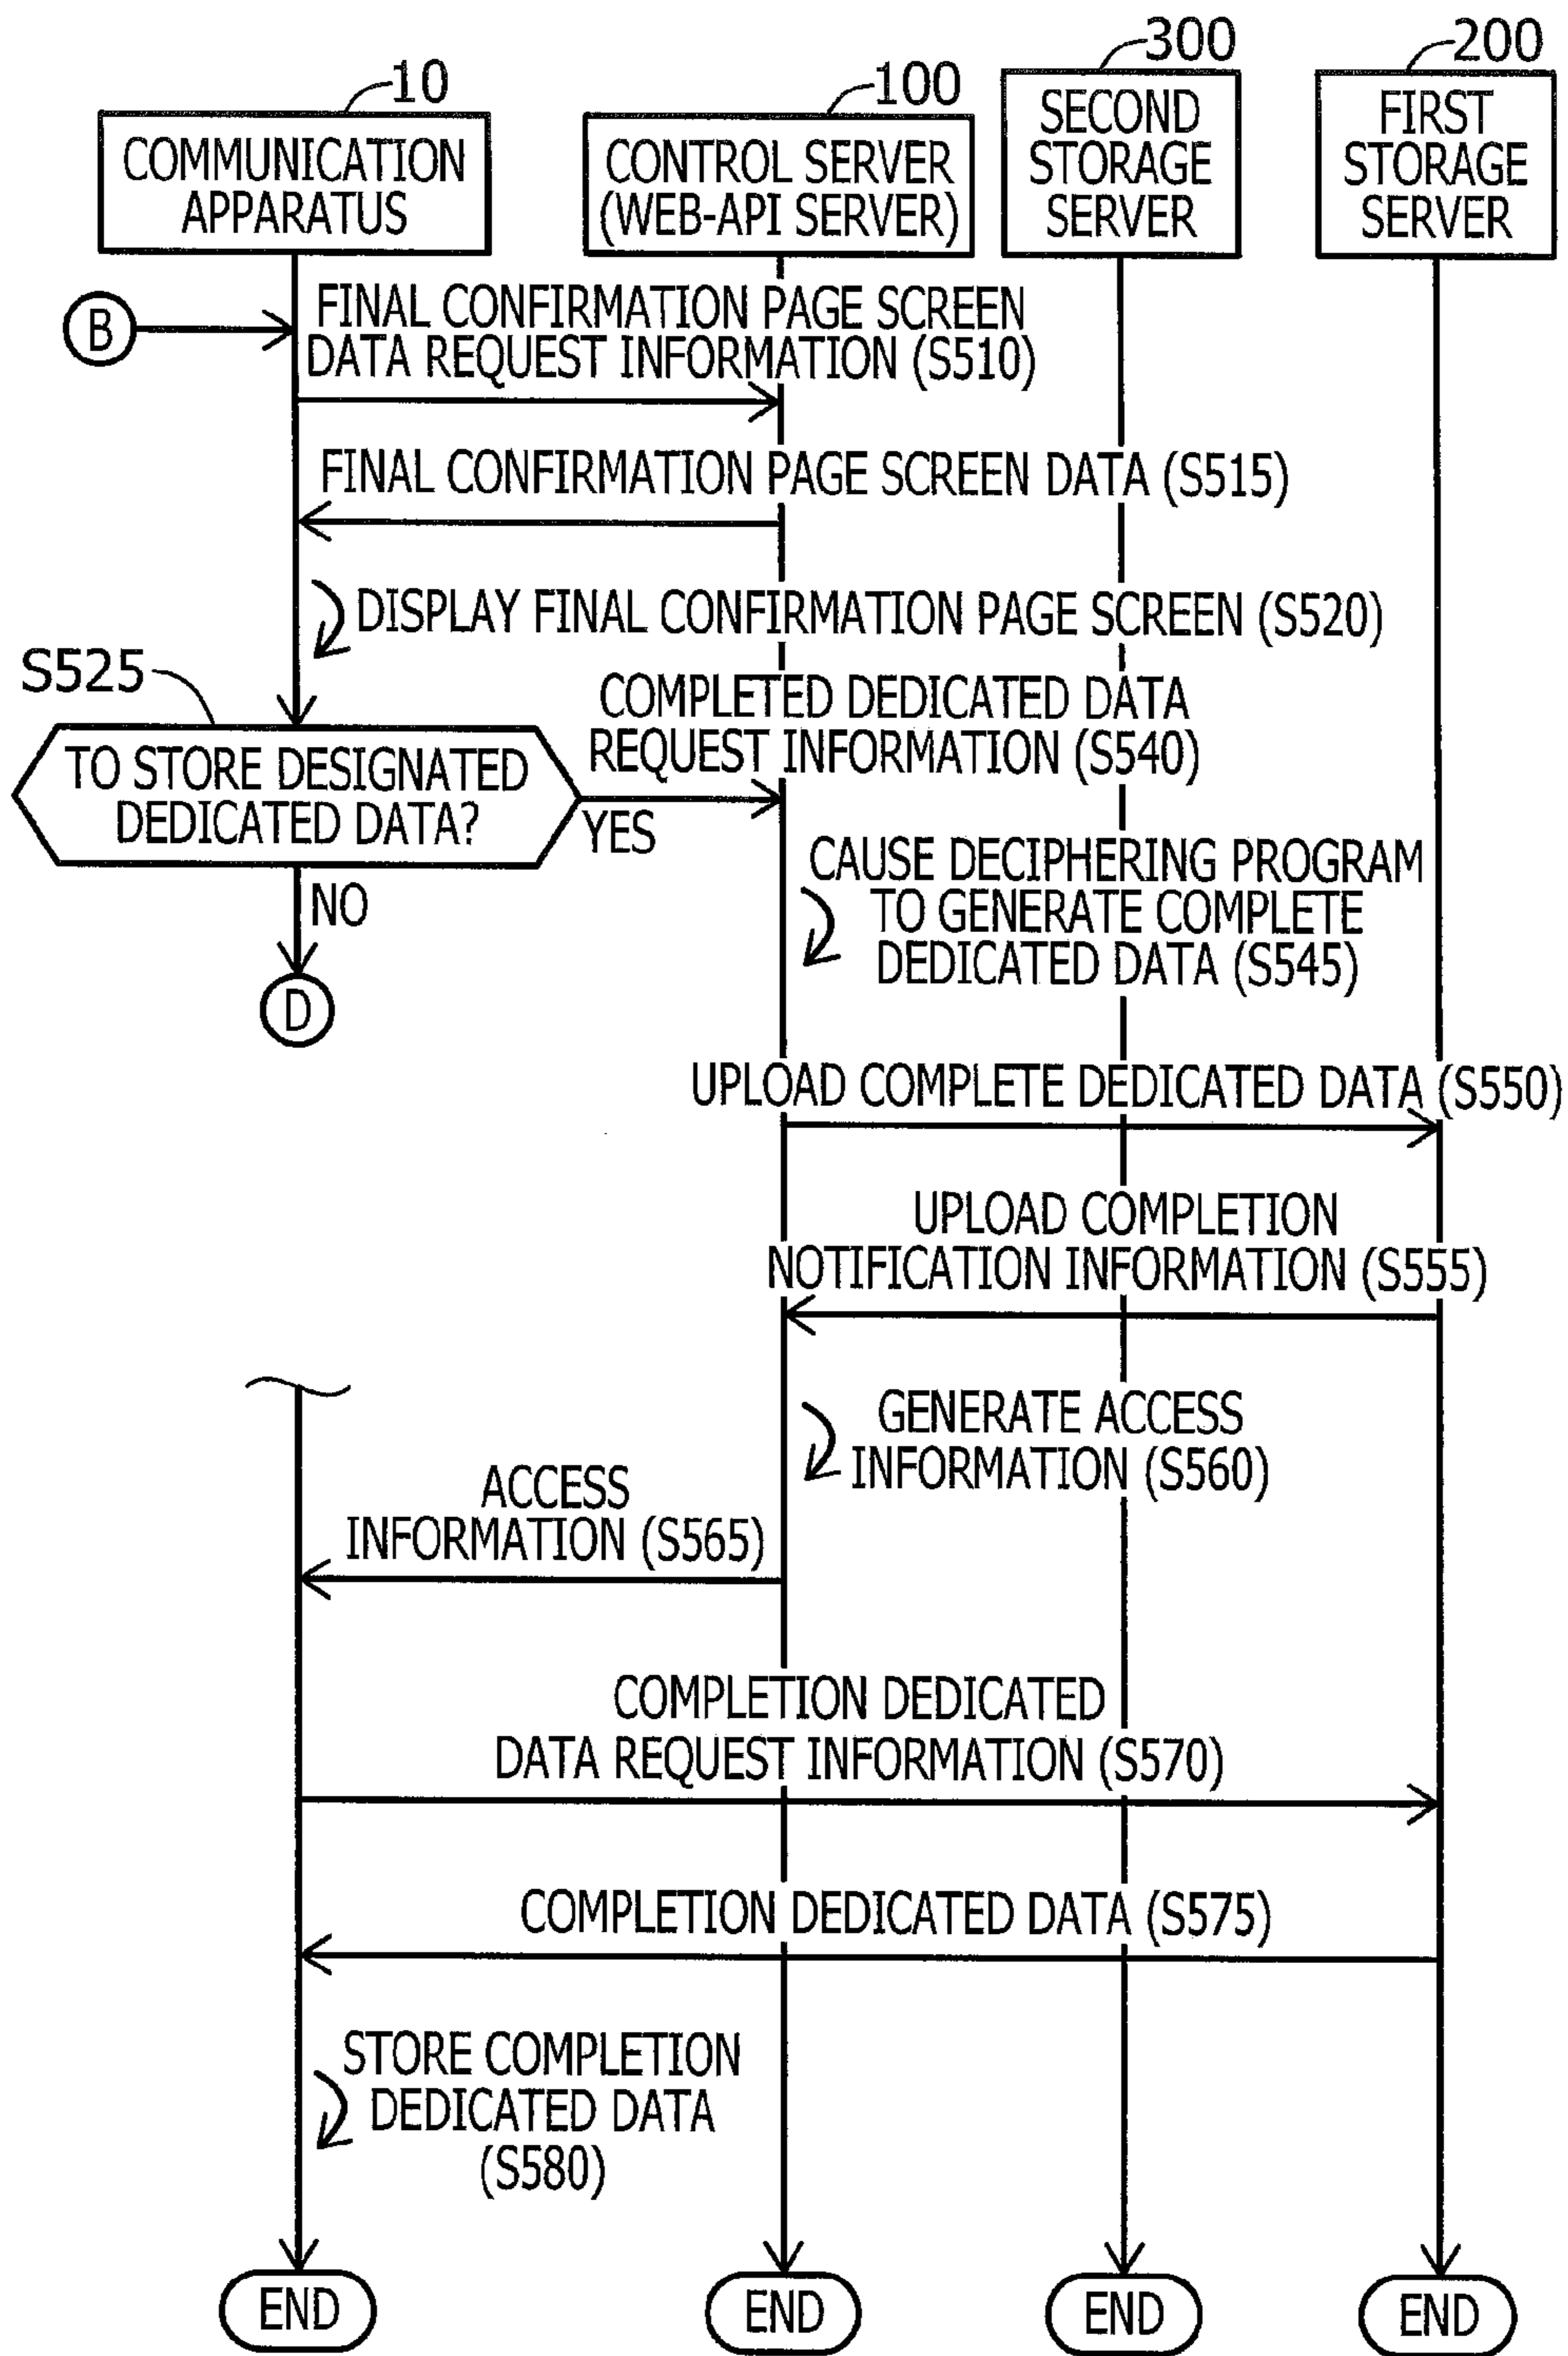 10
100
300
200
COMMUNICATION
APPARATUS
CONTROL SERVER
(WEB-API SERVER)
SECOND
STORAGE
SERVER
FIRST
STORAGE
SERVER
B
FINAL CONFIRMATION PAGE SCREEN
DATA REQUEST INFORMATION (S510)
FINAL CONFIRMATION PAGE SCREEN DATA (S515)
DISPLAY FINAL CONFIRMATION PAGE SCREEN (S520)
S525
TO STORE DESIGNATED
DEDICATED DATA?
COMPLETED DEDICATED DATA
REQUEST INFORMATION (S540)
YES
NO
D
CAUSE DECIPHERING PROGRAM
TO GENERATE COMPLETE
DEDICATED DATA (S545)
UPLOAD COMPLETE DEDICATED DATA (S550)
UPLOAD COMPLETION
NOTIFICATION INFORMATION (S555)
GENERATE ACCESS
INFORMATION (S560)
ACCESS
INFORMATION (S565)
COMPLETION DEDICATED
DATA REQUEST INFORMATION (S570)
COMPLETION DEDICATED DATA (S575)
STORE COMPLETION
DEDICATED DATA
(S580)
END
END
END
END